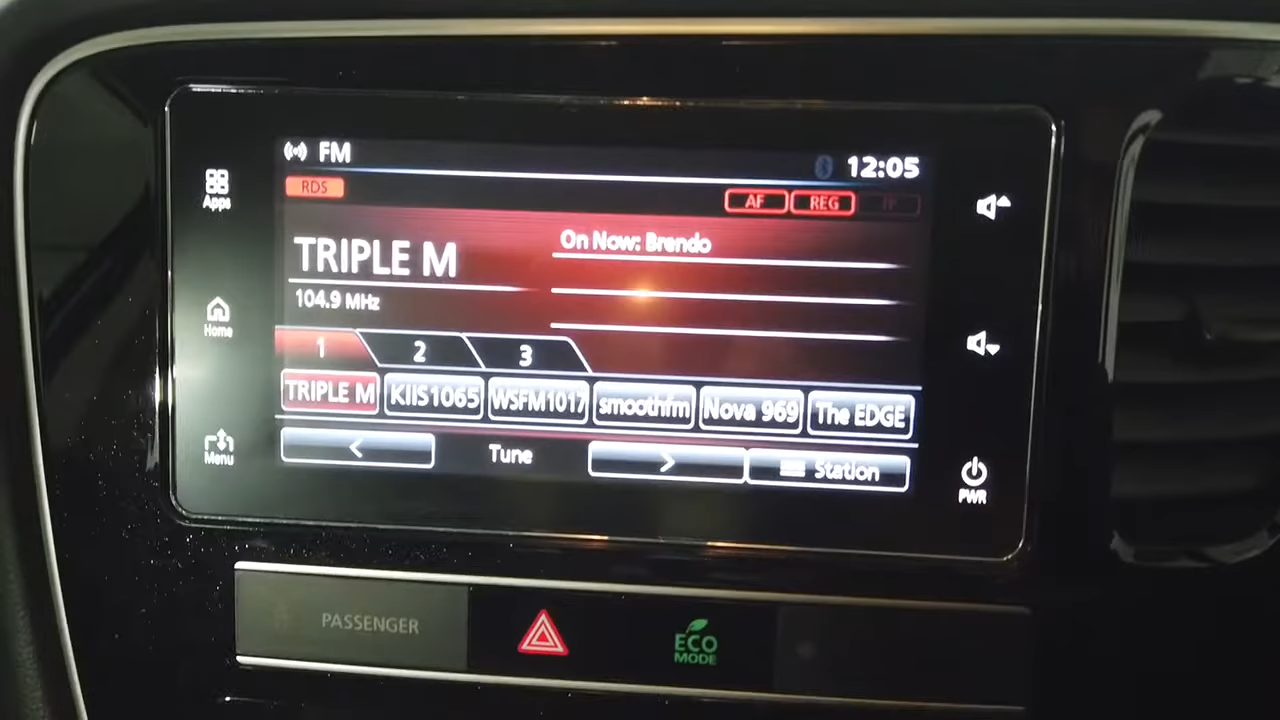 FM
12:05
RDS
AF REG TP
TRIPLE M
On Now: Brendo
104.9 MHz
1 2 3
TRIPLE M KIIS1065 WSFM1017 smoothfm Nova 969 The EDGE
< Tune > Station
Apps
Home
Menu
PWR
PASSENGER
ECO
MODE